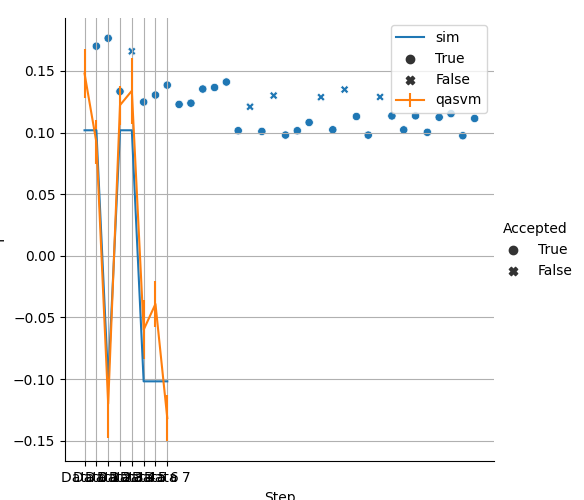 sim
True
False
qasvm
0.15
0.10
0.05
0.00
−0.05
−0.10
−0.15
Accepted
True
False
7
Step